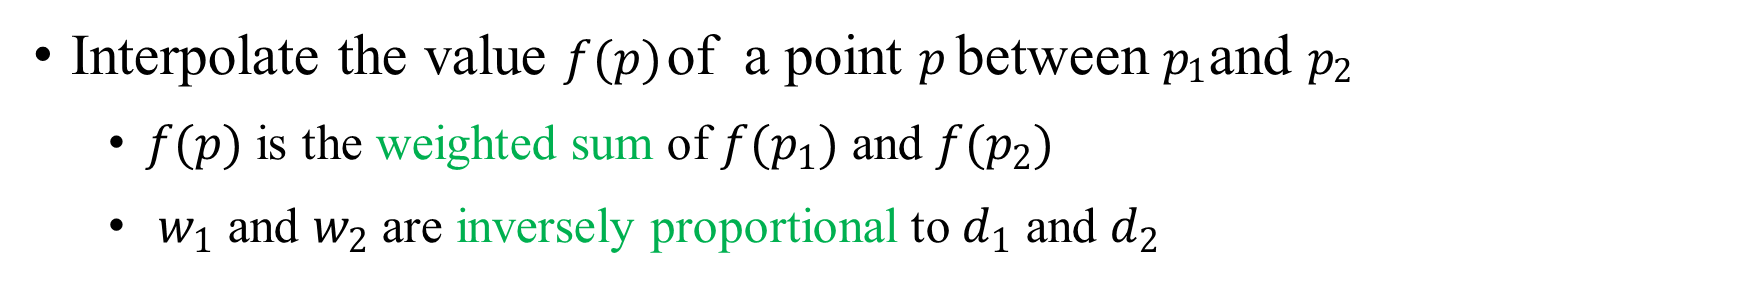 • Interpolate the value f(p) of a point p between p₁ and p₂
• f(p) is the weighted sum of f(p₁) and f(p₂)
• w₁ and w₂ are inversely proportional to d₁ and d₂